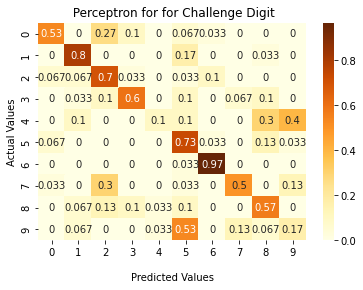 Perceptron for for Challenge Digit
0 0.53 0 0.27 0.1 0 0.067 0.033 0 0 0
1 0 0.8 0 0 0 0.17 0 0 0.033 0
2 0.067 0.067 0.7 0.033 0 0.033 0.1 0 0 0
3 0 0.033 0.1 0.6 0 0.1 0 0.067 0.1 0
4 0 0.1 0 0 0.1 0.1 0 0 0.3 0.4
5 0.067 0 0 0 0 0.73 0.033 0 0.13 0.033
6 0 0 0 0 0 0.033 0.97 0 0 0
7 0.033 0 0.3 0 0 0.033 0 0.5 0 0.13
8 0 0.067 0.13 0.1 0.033 0.1 0 0 0.57 0
9 0 0.067 0 0 0.033 0.53 0 0.13 0.067 0.17
0 1 2 3 4 5 6 7 8 9
Predicted Values
Actual Values
0.8
0.6
0.4
0.2
0.0